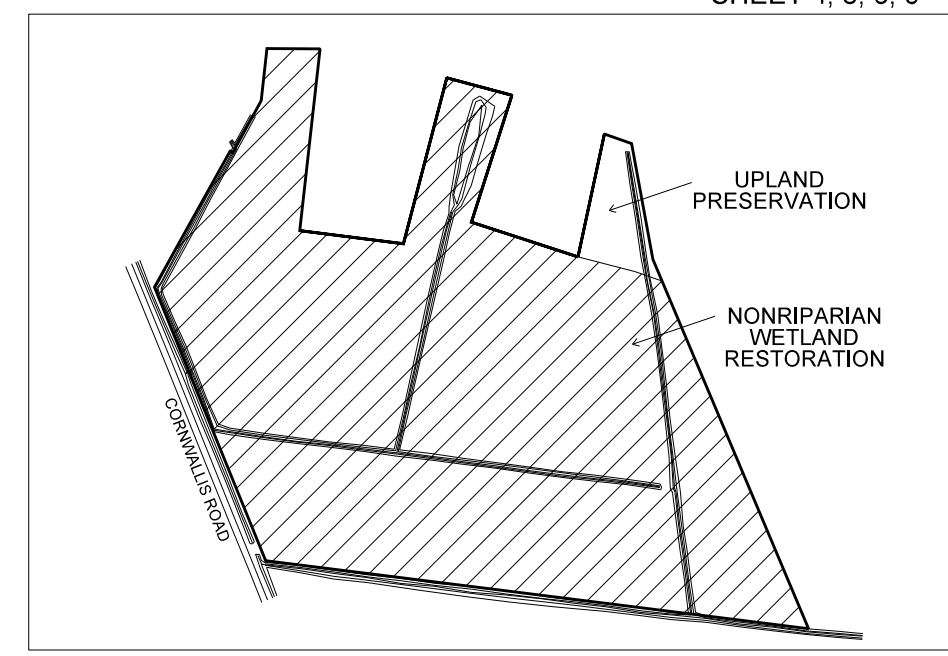 UPLAND
PRESERVATION
NONRIPARIAN
WETLAND
RESTORATION
CORNWALLIS ROAD